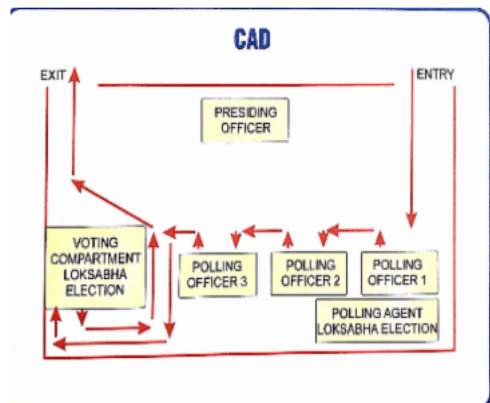 CAD
EXIT
ENTRY
PRESIDING
OFFICER
VOTING
COMPARTMENT
LOKSABHA
ELECTION
POLLING
OFFICER 3
POLLING
OFFICER 2
POLLING
OFFICER 1
POLLING AGENT
LOKSABHA ELECTION